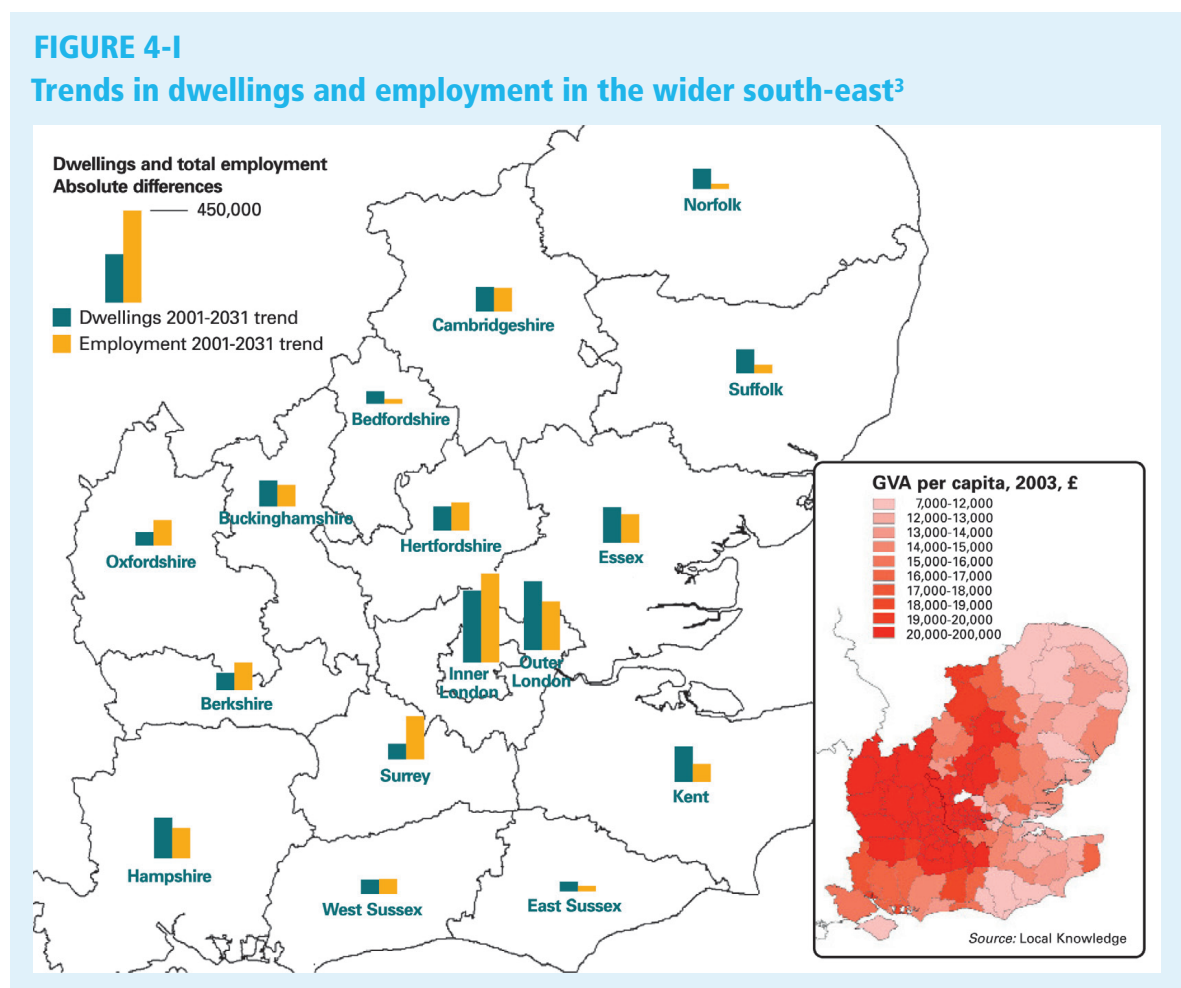 FIGURE 4-I
Trends in dwellings and employment in the wider south-east3
Dwellings and total employment
Absolute differences
450,000
Dwellings 2001-2031 trend
Employment 2001-2031 trend
Norfolk
Cambridgeshire
Suffolk
Bedfordshire
Buckinghamshire
Hertfordshire
Essex
Oxfordshire
Inner
London
Outer
London
Berkshire
Surrey
Kent
Hampshire
West Sussex
East Sussex
GVA per capita, 2003, £
7,000-12,000
12,000-13,000
13,000-14,000
14,000-15,000
15,000-16,000
16,000-17,000
17,000-18,000
18,000-19,000
19,000-20,000
20,000-200,000
Source: Local Knowledge